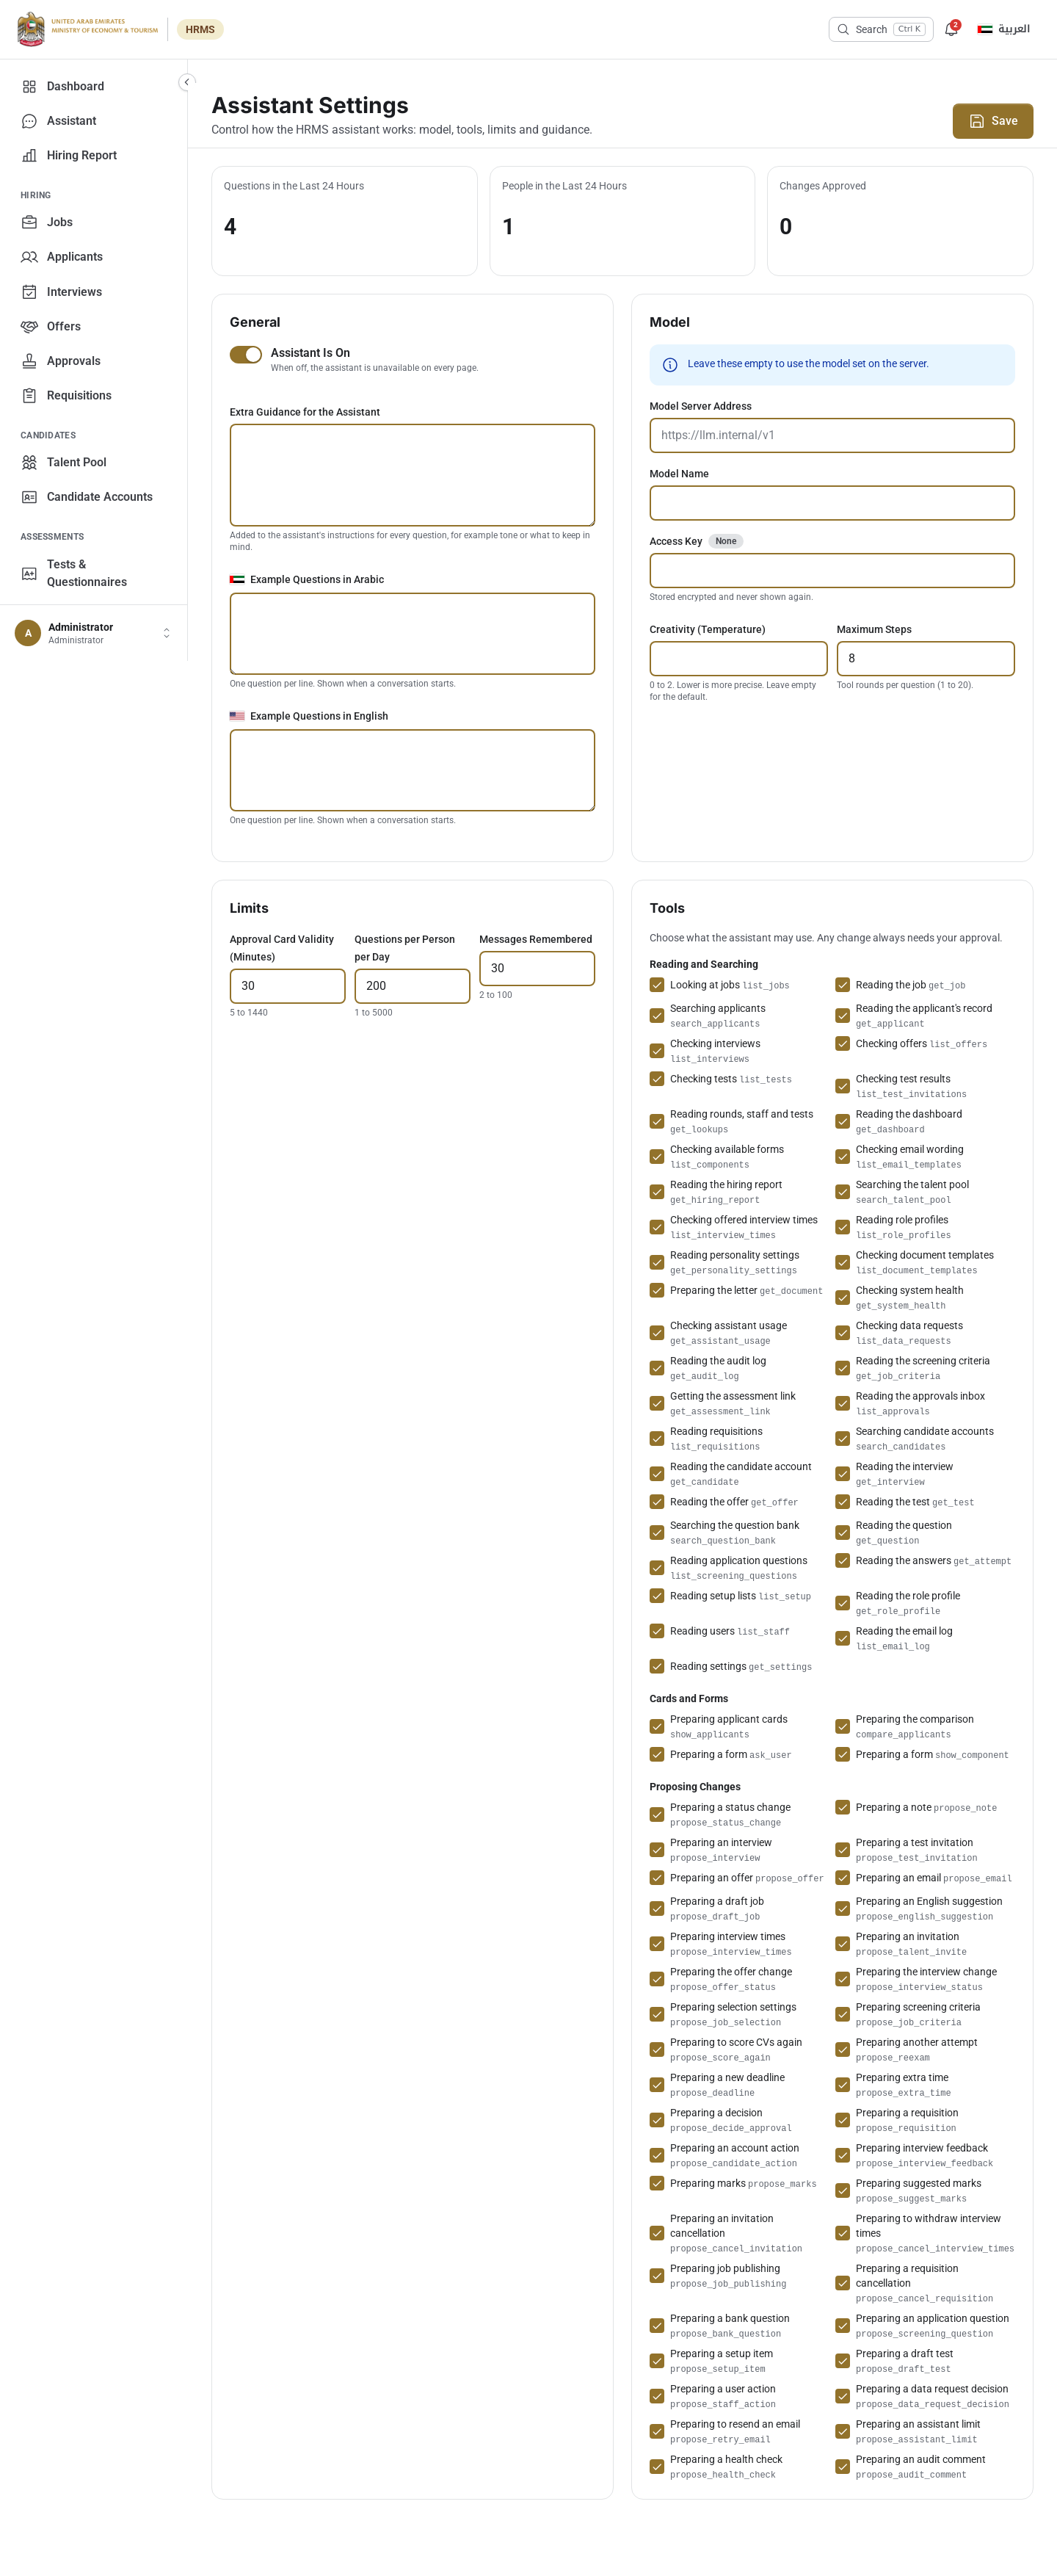 UNITED ARAB EMIRATES
MINISTRY OF ECONOMY & TOURISM
HRMS
Search Ctrl K
2
العربية
Dashboard
Assistant
Hiring Report
HIRING
Jobs
Applicants
Interviews
Offers
Approvals
Requisitions
CANDIDATES
Talent Pool
Candidate Accounts
ASSESSMENTS
Tests &
Questionnaires
A
Administrator
Administrator
Assistant Settings
Control how the HRMS assistant works: model, tools, limits and guidance.
Save
Questions in the Last 24 Hours
4
People in the Last 24 Hours
1
Changes Approved
0
General
Assistant Is On
When off, the assistant is unavailable on every page.
Extra Guidance for the Assistant
Added to the assistant's instructions for every question, for example tone or what to keep in
mind.
Example Questions in Arabic
One question per line. Shown when a conversation starts.
Example Questions in English
One question per line. Shown when a conversation starts.
Model
Leave these empty to use the model set on the server.
Model Server Address
https://llm.internal/v1
Model Name
Access Key None
Stored encrypted and never shown again.
Creativity (Temperature)
0 to 2. Lower is more precise. Leave empty
for the default.
Maximum Steps
8
Tool rounds per question (1 to 20).
Limits
Approval Card Validity
(Minutes)
30
5 to 1440
Questions per Person
per Day
200
1 to 5000
Messages Remembered
30
2 to 100
Tools
Choose what the assistant may use. Any change always needs your approval.
Reading and Searching
Looking at jobs list_jobs
Reading the job get_job
Searching applicants
search_applicants
Reading the applicant's record
get_applicant
Checking interviews
list_interviews
Checking offers list_offers
Checking tests list_tests
Checking test results
list_test_invitations
Reading rounds, staff and tests
get_lookups
Reading the dashboard
get_dashboard
Checking available forms
list_components
Checking email wording
list_email_templates
Reading the hiring report
get_hiring_report
Searching the talent pool
search_talent_pool
Checking offered interview times
list_interview_times
Reading role profiles
list_role_profiles
Reading personality settings
get_personality_settings
Checking document templates
list_document_templates
Preparing the letter get_document
Checking system health
get_system_health
Checking assistant usage
get_assistant_usage
Checking data requests
list_data_requests
Reading the audit log
get_audit_log
Reading the screening criteria
get_job_criteria
Getting the assessment link
get_assessment_link
Reading the approvals inbox
list_approvals
Reading requisitions
list_requisitions
Searching candidate accounts
search_candidates
Reading the candidate account
get_candidate
Reading the interview
get_interview
Reading the offer get_offer
Reading the test get_test
Searching the question bank
search_question_bank
Reading the question
get_question
Reading application questions
list_screening_questions
Reading the answers get_attempt
Reading setup lists list_setup
Reading the role profile
get_role_profile
Reading users list_staff
Reading the email log
list_email_log
Reading settings get_settings
Cards and Forms
Preparing applicant cards
show_applicants
Preparing the comparison
compare_applicants
Preparing a form ask_user
Preparing a form show_component
Proposing Changes
Preparing a status change
propose_status_change
Preparing a note propose_note
Preparing an interview
propose_interview
Preparing a test invitation
propose_test_invitation
Preparing an offer propose_offer
Preparing an email propose_email
Preparing a draft job
propose_draft_job
Preparing an English suggestion
propose_english_suggestion
Preparing interview times
propose_interview_times
Preparing an invitation
propose_talent_invite
Preparing the offer change
propose_offer_status
Preparing the interview change
propose_interview_status
Preparing selection settings
propose_job_selection
Preparing screening criteria
propose_job_criteria
Preparing to score CVs again
propose_score_again
Preparing another attempt
propose_reexam
Preparing a new deadline
propose_deadline
Preparing extra time
propose_extra_time
Preparing a decision
propose_decide_approval
Preparing a requisition
propose_requisition
Preparing an account action
propose_candidate_action
Preparing interview feedback
propose_interview_feedback
Preparing marks propose_marks
Preparing suggested marks
propose_suggest_marks
Preparing an invitation
cancellation
propose_cancel_invitation
Preparing to withdraw interview
times
propose_cancel_interview_times
Preparing job publishing
propose_job_publishing
Preparing a requisition
cancellation
propose_cancel_requisition
Preparing a bank question
propose_bank_question
Preparing an application question
propose_screening_question
Preparing a setup item
propose_setup_item
Preparing a draft test
propose_draft_test
Preparing a user action
propose_staff_action
Preparing a data request decision
propose_data_request_decision
Preparing to resend an email
propose_retry_email
Preparing an assistant limit
propose_assistant_limit
Preparing a health check
propose_health_check
Preparing an audit comment
propose_audit_comment